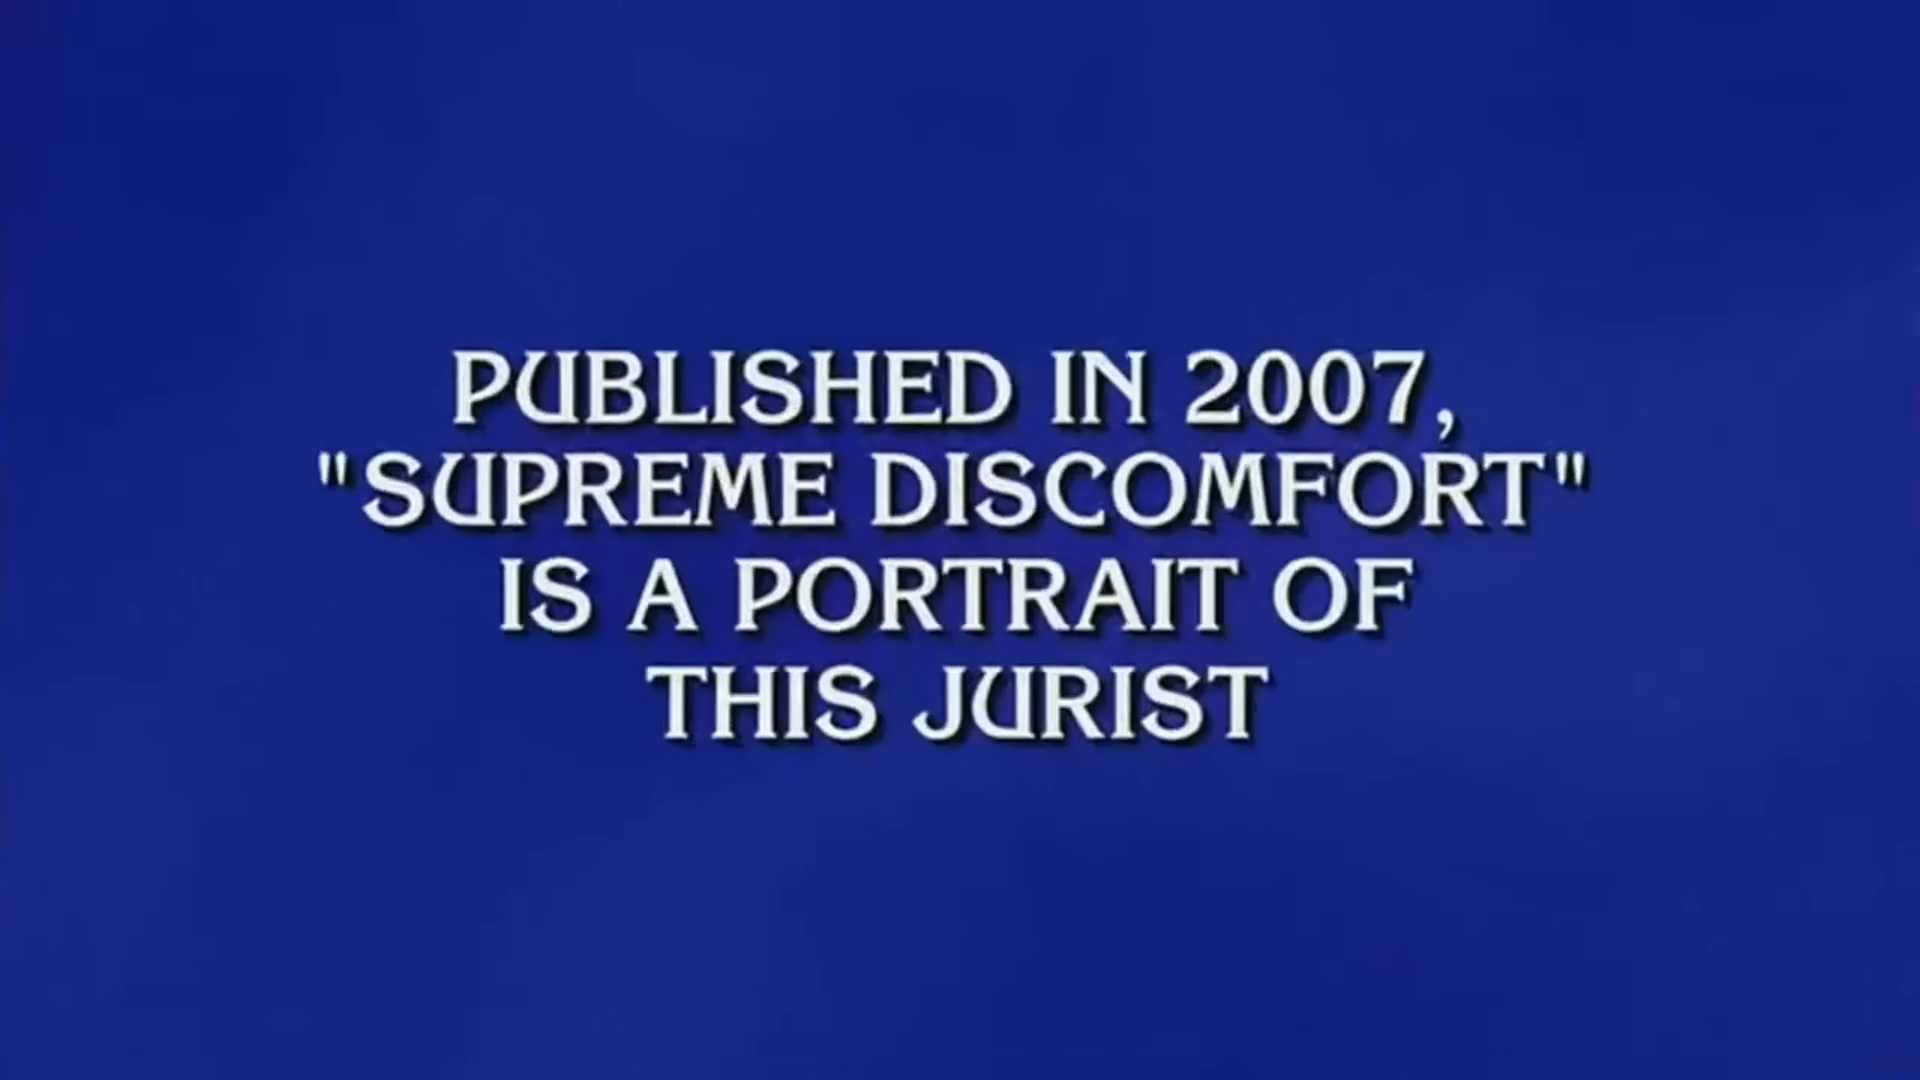 PUBLISHED IN 2007,
"SUPREME DISCOMFORT"
IS A PORTRAIT OF
THIS JURIST